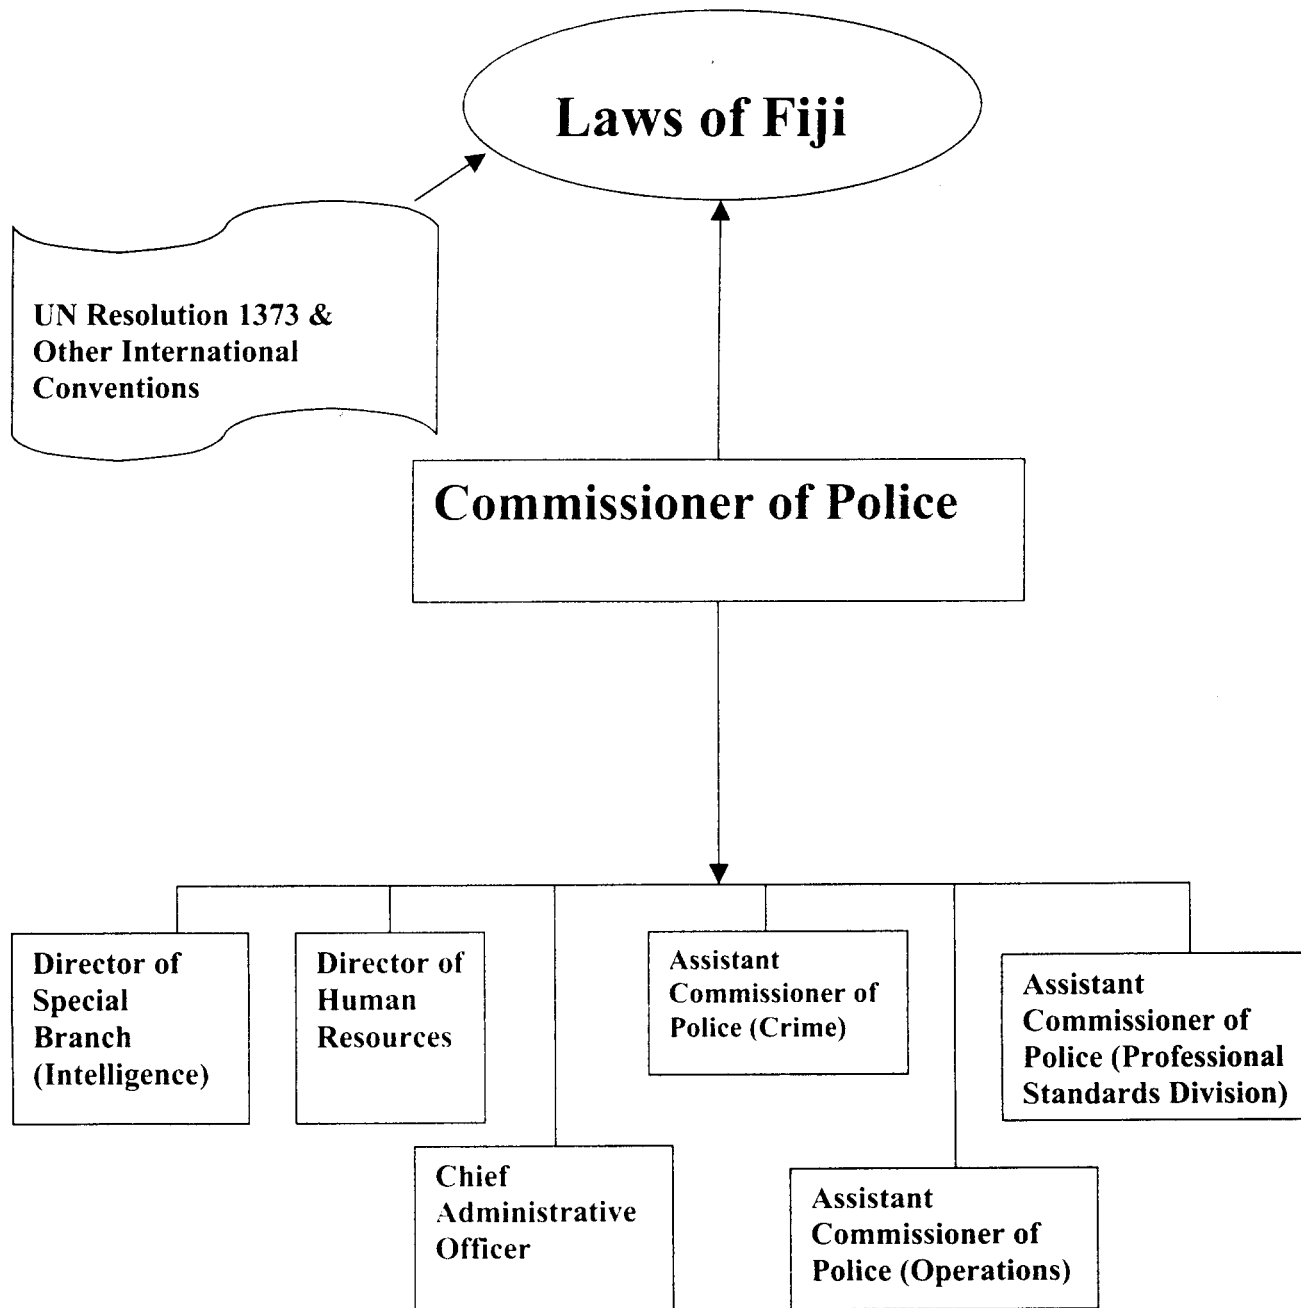 Laws of Fiji
UN Resolution 1373 &
Other International
Conventions
Commissioner of Police
Director of
Special
Branch
(Intelligence)
Director of
Human
Resources
Chief
Administrative
Officer
Assistant
Commissioner of
Police (Crime)
Assistant
Commissioner of
Police (Operations)
Assistant
Commissioner of
Police (Professional
Standards Division)